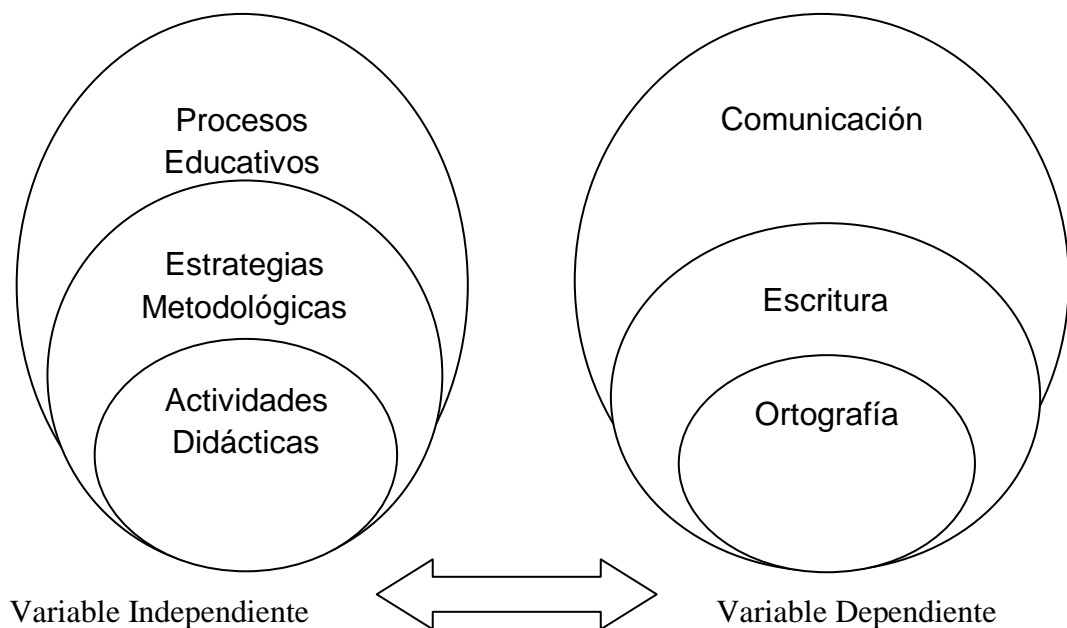 Procesos
Educativos
Estrategias
Metodológicas
Actividades
Didácticas
Variable Independiente
Comunicación
Escritura
Ortografía
Variable Dependiente